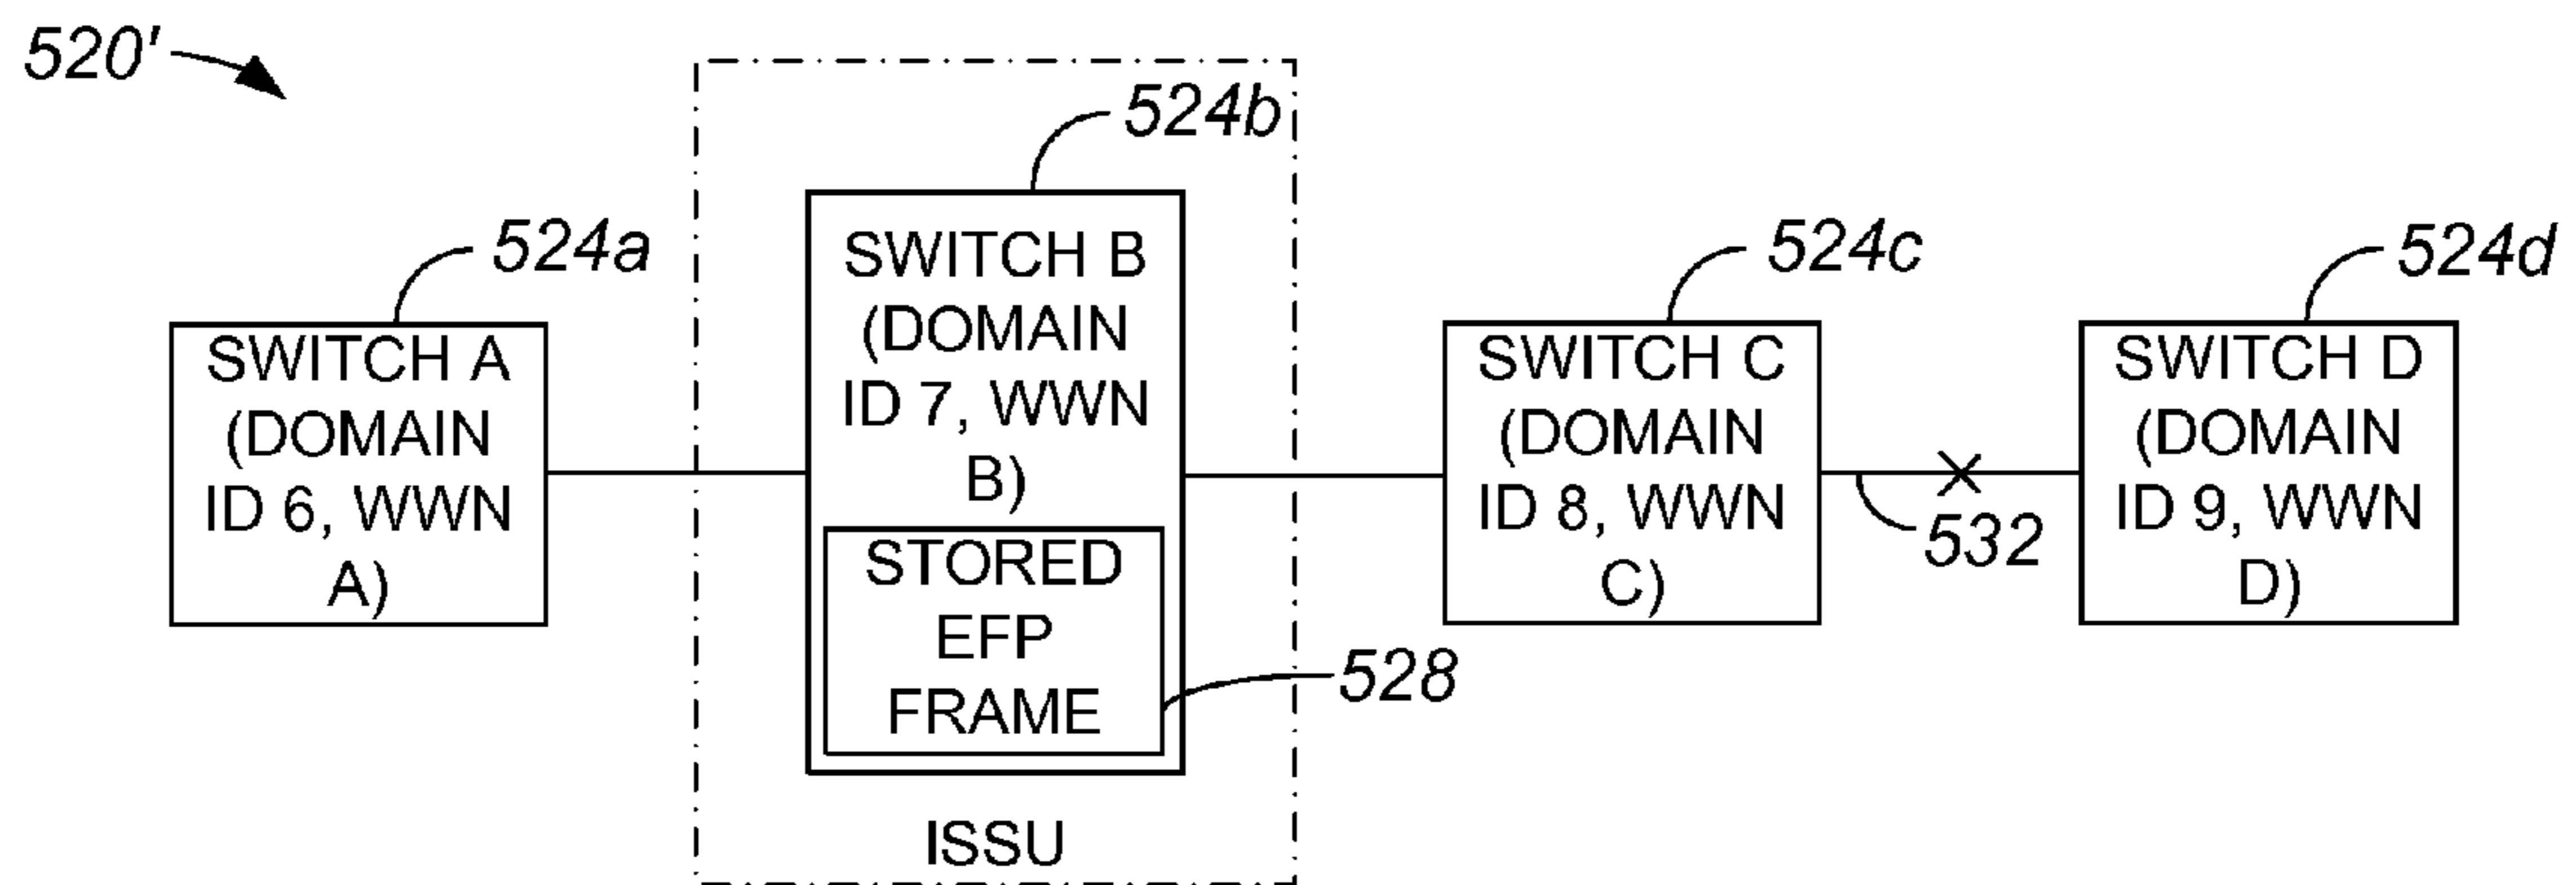 520'
524b
524a
524c
524d
SWITCH A
(DOMAIN
ID 6, WWN
A)
SWITCH B
(DOMAIN
ID 7, WWN
B)
STORED
EFP
FRAME
528
ISSU
SWITCH C
(DOMAIN
ID 8, WWN
C)
532
SWITCH D
(DOMAIN
ID 9, WWN
D)